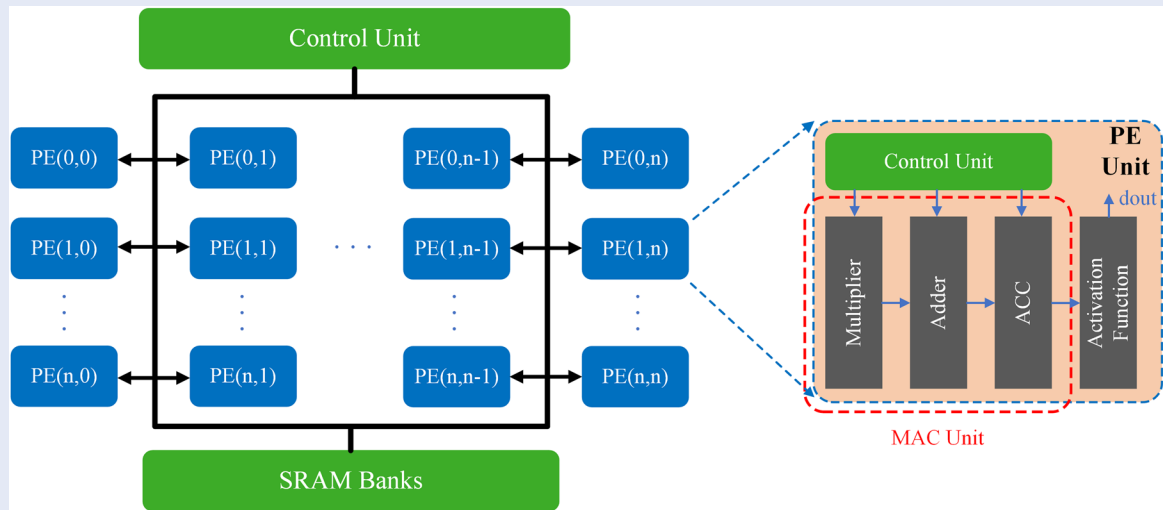 Control Unit
PE(0,0)
PE(0,1)
PE(0,n-1)
PE(0,n)
PE(1,0)
PE(1,1)
. . .
PE(1,n-1)
PE(1,n)
PE(n,0)
PE(n,1)
PE(n,n-1)
PE(n,n)
SRAM Banks
PE
Unit
Control Unit
dout
Multiplier
Adder
ACC
Activation
Function
MAC Unit